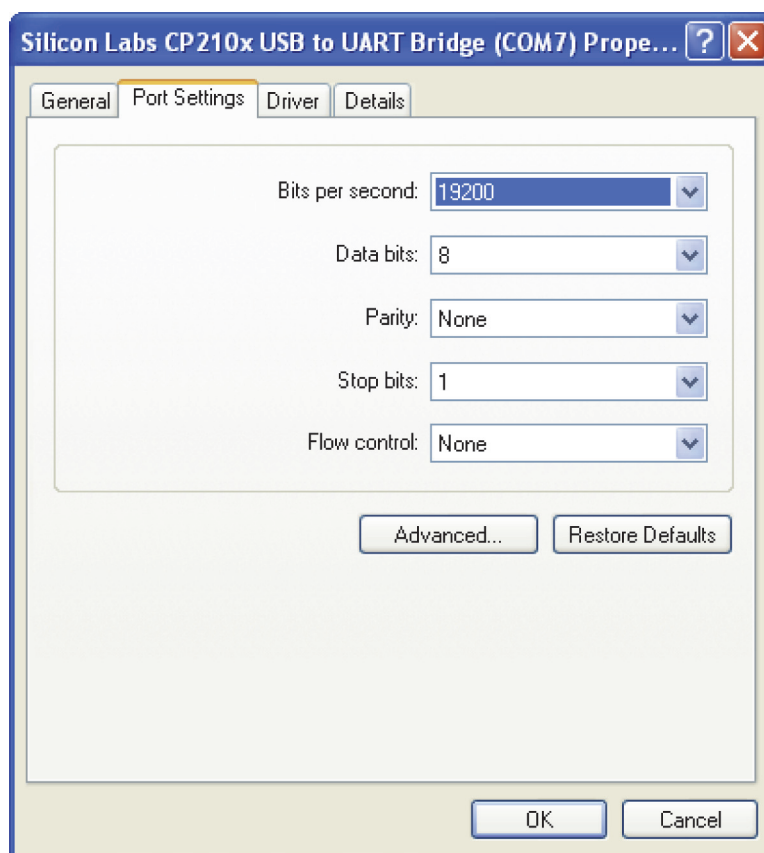 Silicon Labs CP210x USB to UART Bridge (COM7) Prope... ?
General Port Settings Driver Details
Bits per second: 19200
Data bits: 8
Parity: None
Stop bits: 1
Flow control: None
Advanced... Restore Defaults
OK Cancel